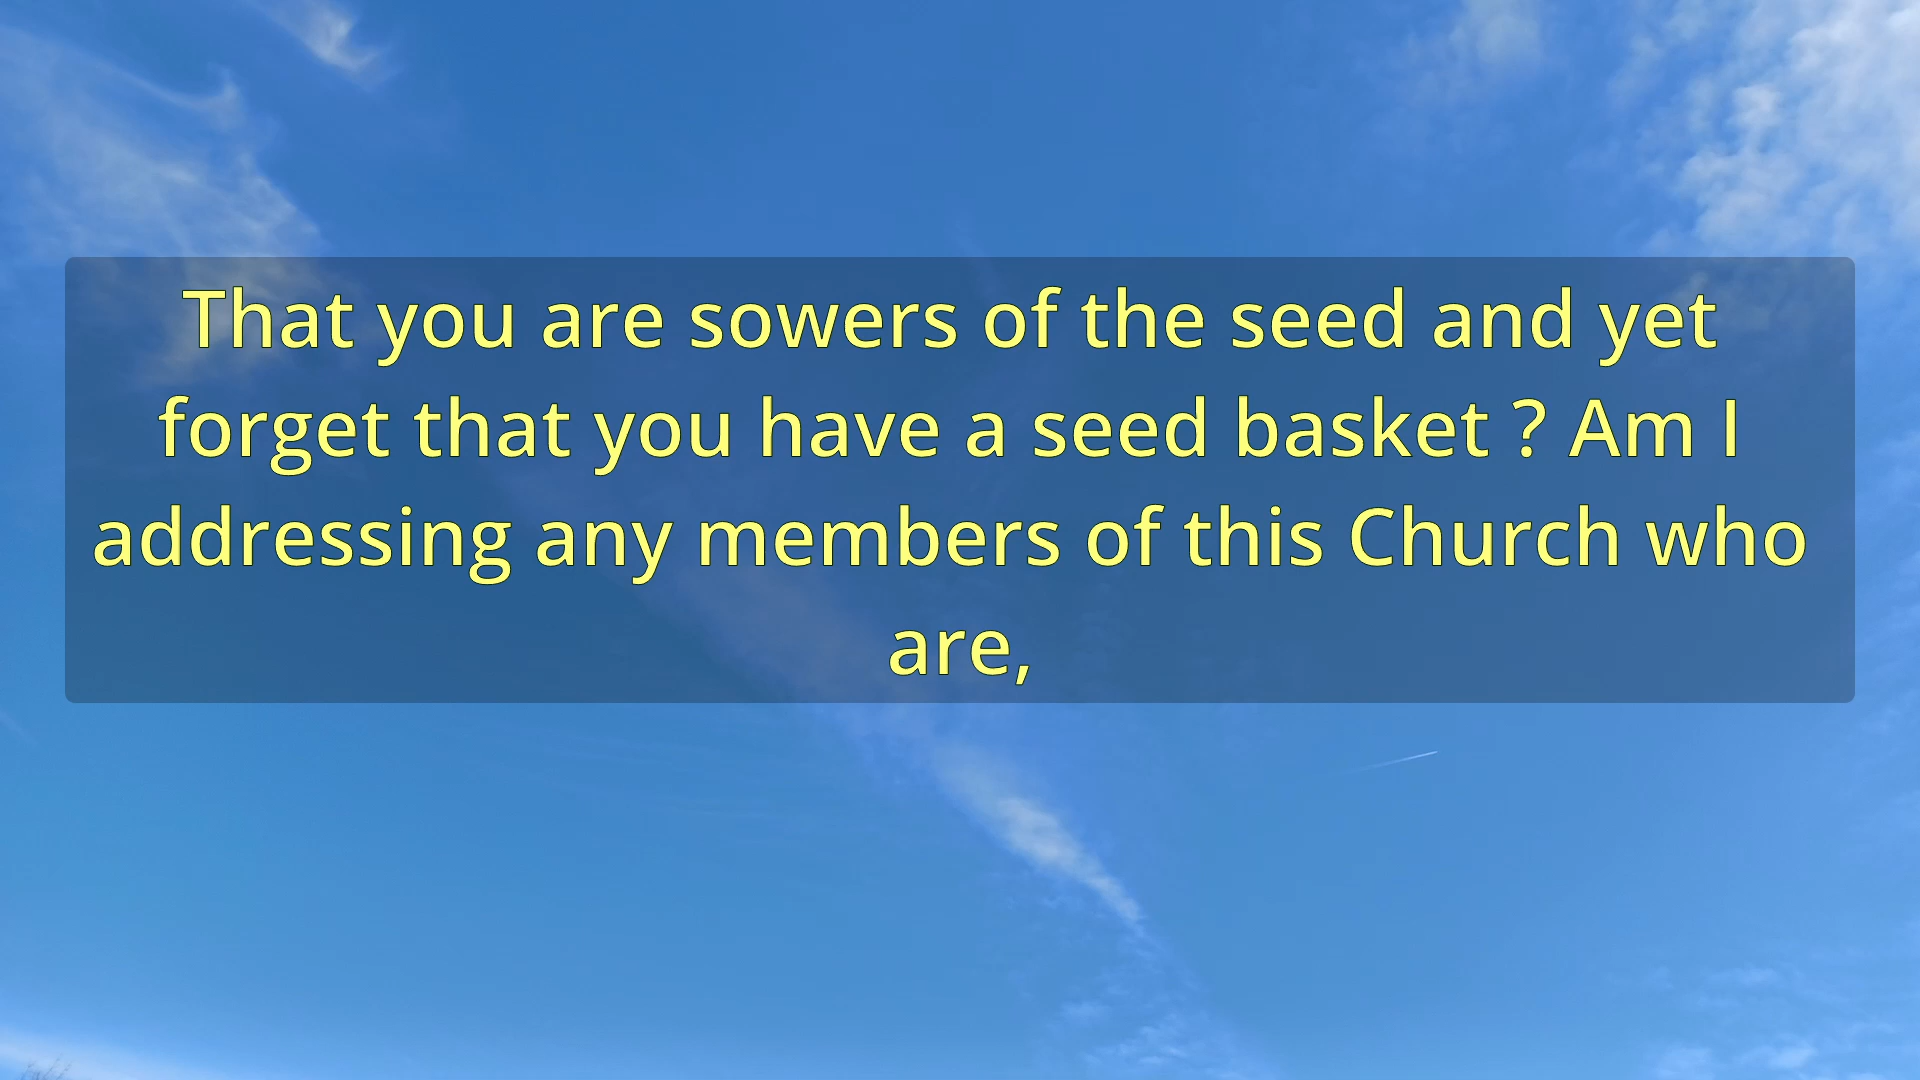 That you are sowers of the seed and yet
forget that you have a seed basket ? Am I
addressing any members of this Church who
are,